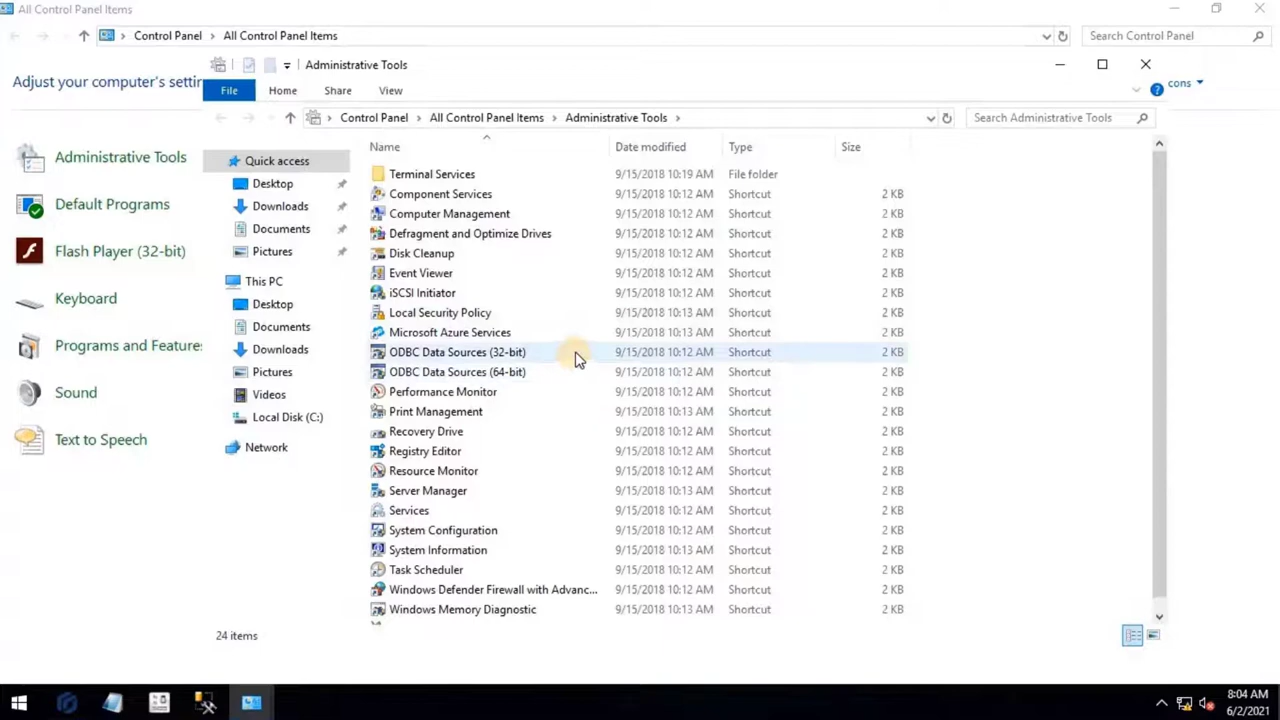 All Control Panel Items
Control Panel All Control Panel Items Search Control Panel
Administrative Tools
Adjust your computer's settin
File Home Share View
cons
Control Panel All Control Panel Items Administrative Tools Search Administrative Tools
Name Date modified Type Size
Administrative Tools
Default Programs
Flash Player (32-bit)
Keyboard
Programs and Features
Sound
Text to Speech
Quick access
Desktop
Downloads
Documents
Pictures
This PC
Desktop
Documents
Downloads
Pictures
Videos
Local Disk (C:)
Network
Terminal Services 9/15/2018 10:19 AM File folder
Component Services 9/15/2018 10:12 AM Shortcut 2 KB
Computer Management 9/15/2018 10:12 AM Shortcut 2 KB
Defragment and Optimize Drives 9/15/2018 10:12 AM Shortcut 2 KB
Disk Cleanup 9/15/2018 10:12 AM Shortcut 2 KB
Event Viewer 9/15/2018 10:12 AM Shortcut 2 KB
iSCSI Initiator 9/15/2018 10:12 AM Shortcut 2 KB
Local Security Policy 9/15/2018 10:13 AM Shortcut 2 KB
Microsoft Azure Services 9/15/2018 10:13 AM Shortcut 2 KB
ODBC Data Sources (32-bit) 9/15/2018 10:12 AM Shortcut 2 KB
ODBC Data Sources (64-bit) 9/15/2018 10:12 AM Shortcut 2 KB
Performance Monitor 9/15/2018 10:12 AM Shortcut 2 KB
Print Management 9/15/2018 10:13 AM Shortcut 2 KB
Recovery Drive 9/15/2018 10:12 AM Shortcut 2 KB
Registry Editor 9/15/2018 10:12 AM Shortcut 2 KB
Resource Monitor 9/15/2018 10:12 AM Shortcut 2 KB
Server Manager 9/15/2018 10:13 AM Shortcut 2 KB
Services 9/15/2018 10:12 AM Shortcut 2 KB
System Configuration 9/15/2018 10:12 AM Shortcut 2 KB
System Information 9/15/2018 10:13 AM Shortcut 2 KB
Task Scheduler 9/15/2018 10:12 AM Shortcut 2 KB
Windows Defender Firewall with Advanc... 9/15/2018 10:12 AM Shortcut 2 KB
Windows Memory Diagnostic 9/15/2018 10:13 AM Shortcut 2 KB
24 items
8:04 AM
6/2/2021